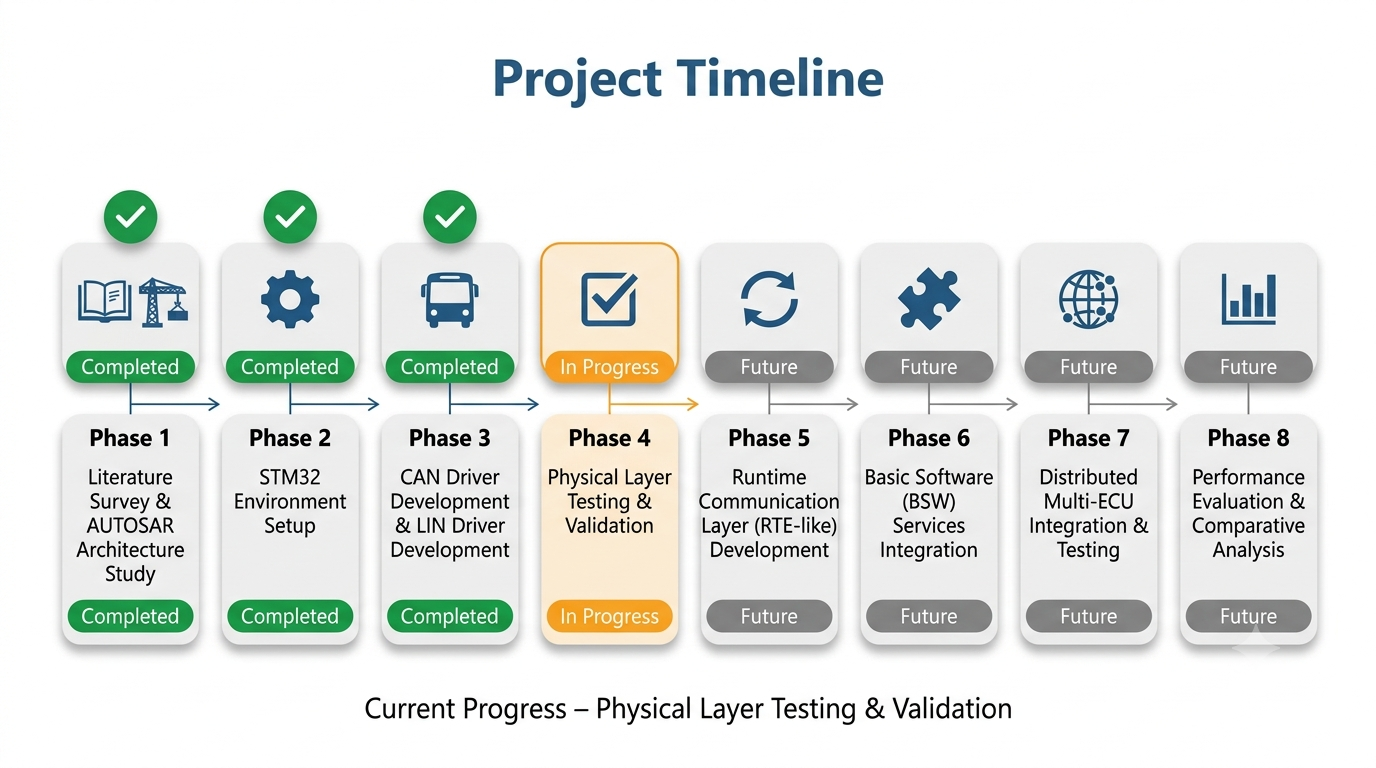 Project Timeline
Completed
Completed
Completed
In Progress
Future
Future
Future
Future
Phase 1
Literature
Survey &
AUTOSAR
Architecture
Study
Completed
Phase 2
STM32
Environment
Setup
Completed
Phase 3
CAN Driver
Development
& LIN Driver
Development
Completed
Phase 4
Physical Layer
Testing &
Validation
In Progress
Phase 5
Runtime
Communication
Layer (RTE-like)
Development
Future
Phase 6
Basic Software
(BSW)
Services
Integration
Future
Phase 7
Distributed
Multi-ECU
Integration &
Testing
Future
Phase 8
Performance
Evaluation &
Comparative
Analysis
Future
Current Progress – Physical Layer Testing & Validation